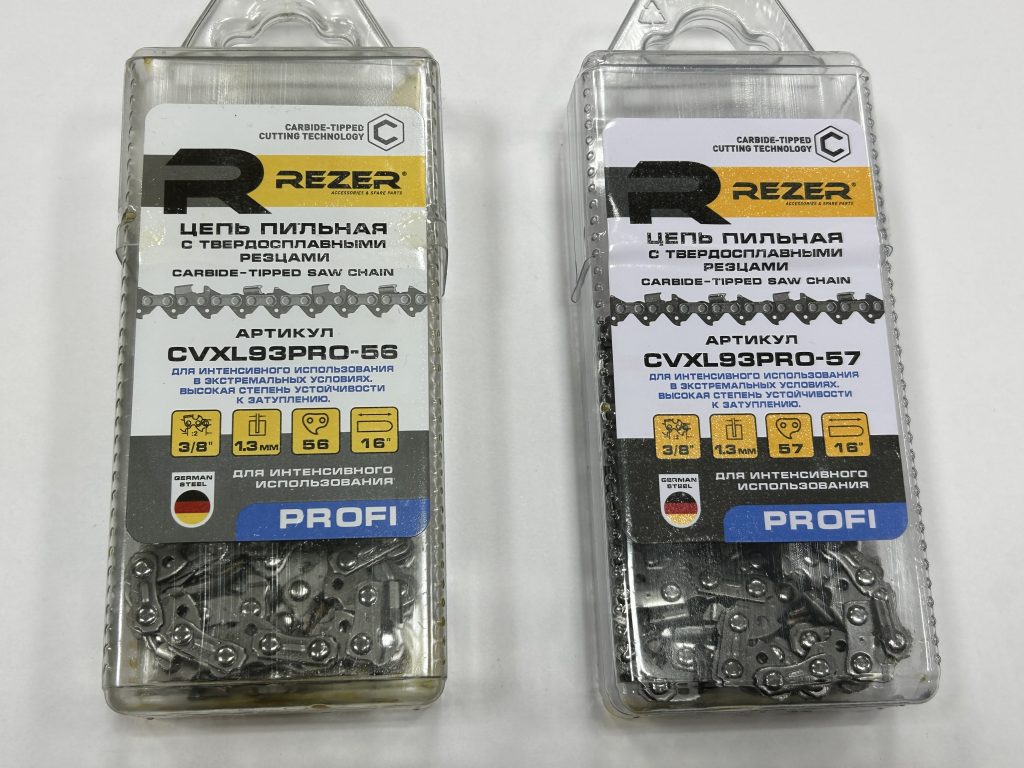 CARBIDE-TIPPED
CUTTING TECHNOLOGY
C
R
REZER®
ACCESSORIES & SPARE PARTS
ЦЕПЬ ПИЛЬНАЯ
С ТВЕРДОСПЛАВНЫМИ
РЕЗЦАМИ
CARBIDE-TIPPED SAW CHAIN
АРТИКУЛ
CVXL93PRO-56
ДЛЯ ИНТЕНСИВНОГО ИСПОЛЬЗОВАНИЯ
В ЭКСТРЕМАЛЬНЫХ УСЛОВИЯХ.
ВЫСОКАЯ СТЕПЕНЬ УСТОЙЧИВОСТИ
К ЗАТУПЛЕНИЮ.
:2
3/8" 1.3 мм 56 16"
GERMAN
STEEL
ДЛЯ ИНТЕНСИВНОГО
ИСПОЛЬЗОВАНИЯ
PROFI
CARBIDE-TIPPED
CUTTING TECHNOLOGY
C
R
REZER®
ACCESSORIES & SPARE PARTS
ЦЕПЬ ПИЛЬНАЯ
С ТВЕРДОСПЛАВНЫМИ
РЕЗЦАМИ
CARBIDE-TIPPED SAW CHAIN
АРТИКУЛ
CVXL93PRO-57
ДЛЯ ИНТЕНСИВНОГО ИСПОЛЬЗОВАНИЯ
В ЭКСТРЕМАЛЬНЫХ УСЛОВИЯХ.
ВЫСОКАЯ СТЕПЕНЬ УСТОЙЧИВОСТИ
К ЗАТУПЛЕНИЮ.
:2
3/8" 1.3 мм 57 16"
GERMAN
STEEL
ДЛЯ ИНТЕНСИВНОГО
ИСПОЛЬЗОВАНИЯ
PROFI